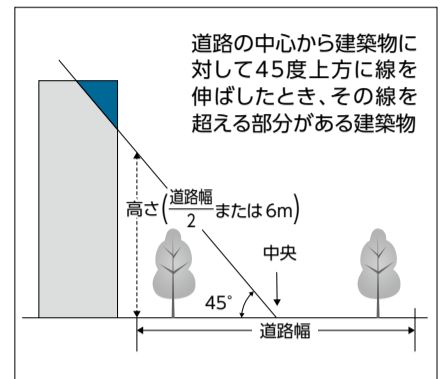 道路の中心から建築物に
対して45度上方に線を
伸ばしたとき、その線を
超える部分がある建築物
高さ(道路幅/2または6m)
中央
45°
道路幅